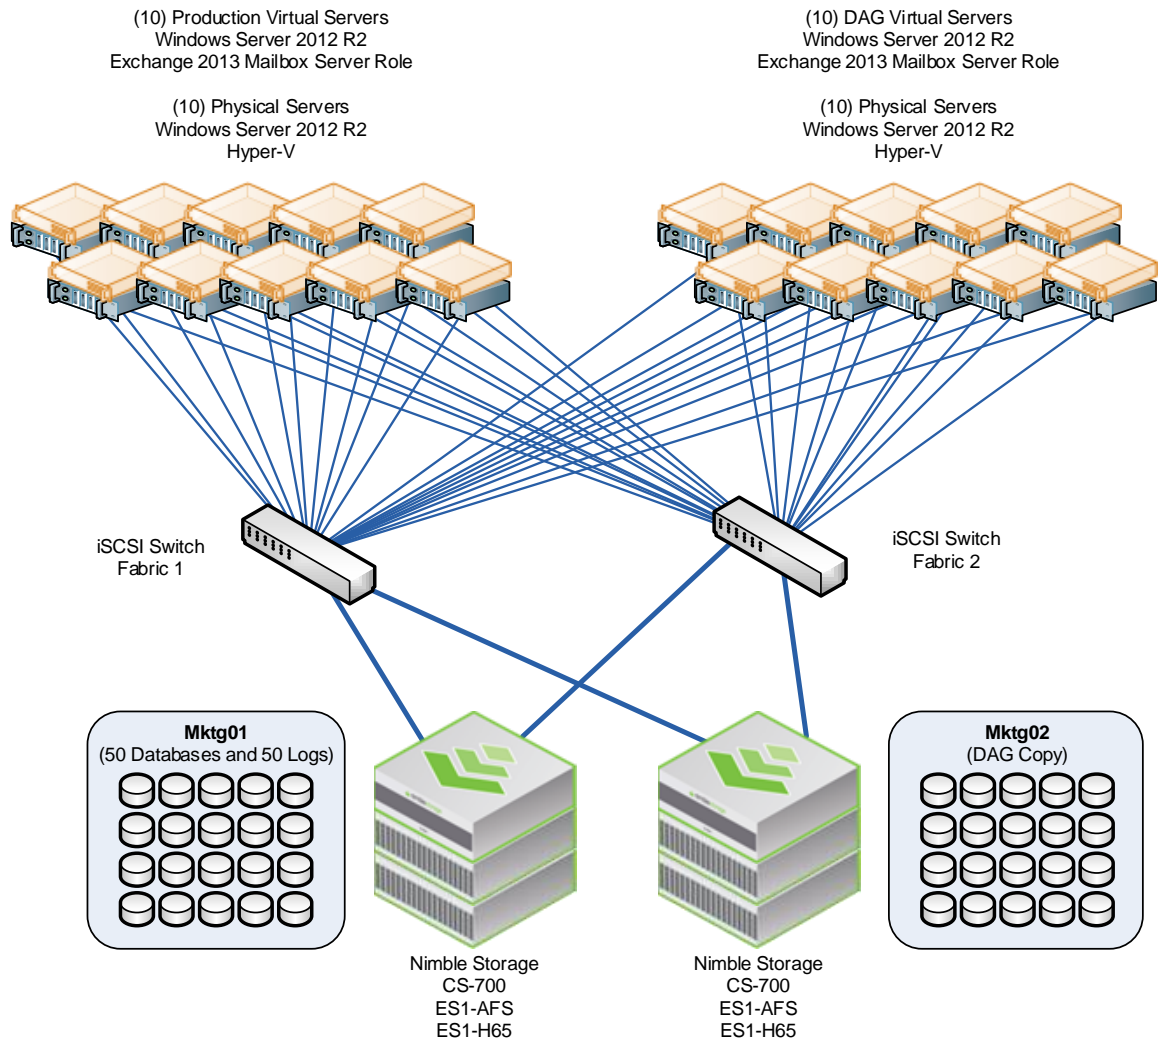 (10) Production Virtual Servers
Windows Server 2012 R2
Exchange 2013 Mailbox Server Role
(10) Physical Servers
Windows Server 2012 R2
Hyper-V
(10) DAG Virtual Servers
Windows Server 2012 R2
Exchange 2013 Mailbox Server Role
(10) Physical Servers
Windows Server 2012 R2
Hyper-V
iSCSI Switch
Fabric 1
iSCSI Switch
Fabric 2
Mktg01
(50 Databases and 50 Logs)
Mktg02
(DAG Copy)
Nimble Storage
CS-700
ES1-AFS
ES1-H65
Nimble Storage
CS-700
ES1-AFS
ES1-H65